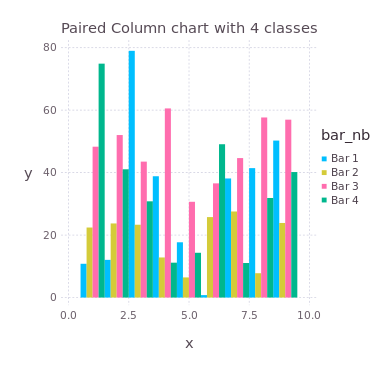 Paired Column chart with 4 classes
80
60
40
20
0
y
0.0 2.5 5.0 7.5 10.0
x
bar_nb
Bar 1
Bar 2
Bar 3
Bar 4